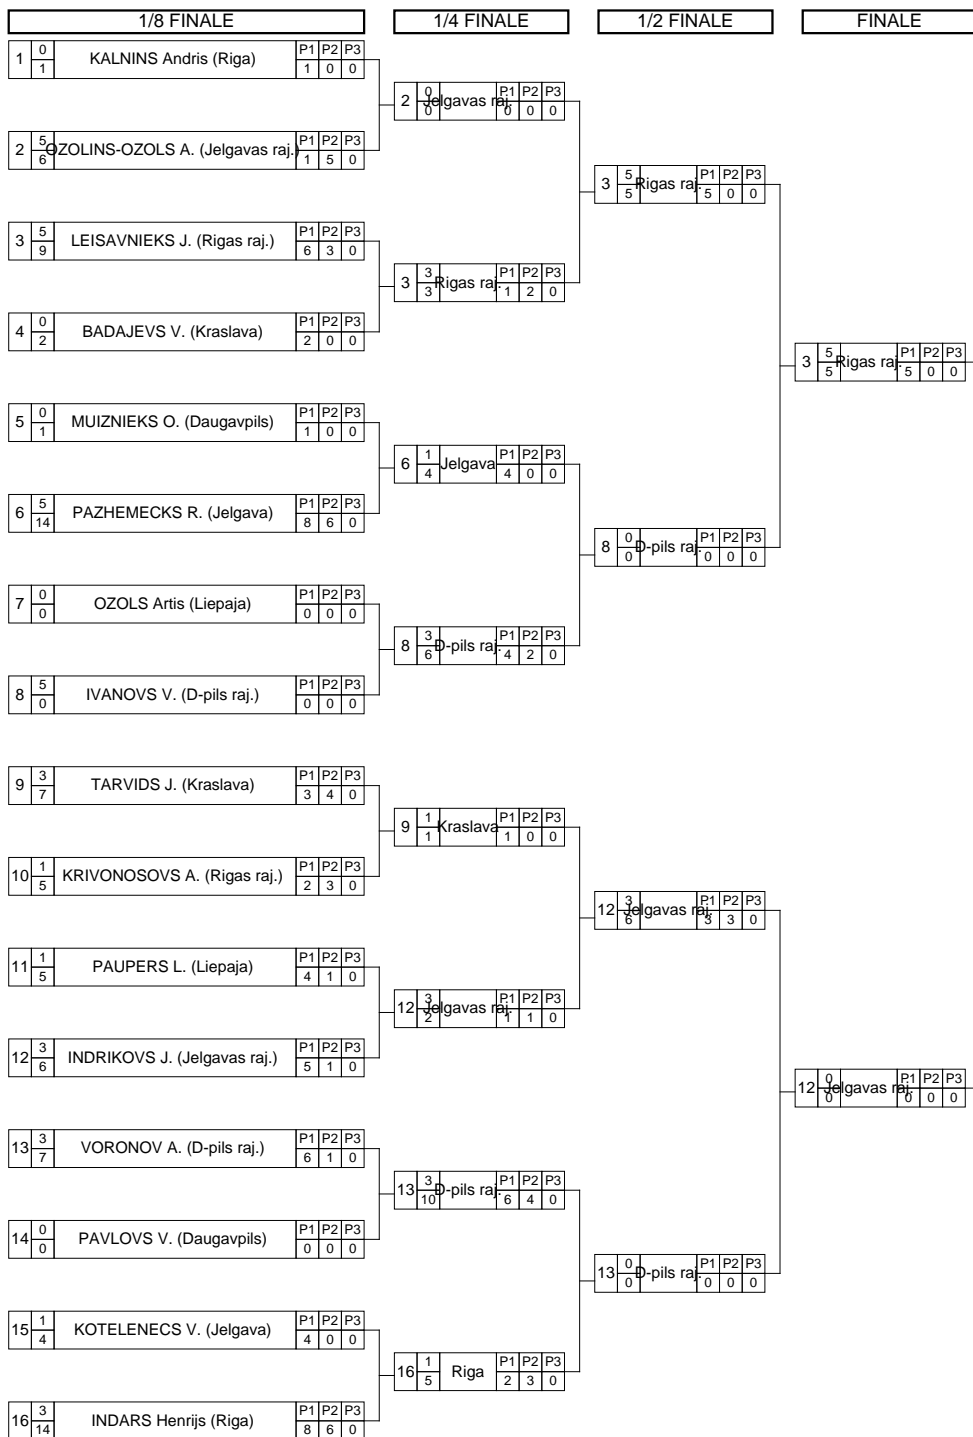 1/8 FINALE
1/4 FINALE
1/2 FINALE
FINALE
1 0 1 KALNINS Andris (Riga) P1 P2 P3 1 0 0
2 5 6 OZOLINS-OZOLS A. (Jelgavas raj.) P1 P2 P3 1 5 0
3 5 9 LEISAVNIEKS J. (Rigas raj.) P1 P2 P3 6 3 0
4 0 2 BADAJEVS V. (Kraslava) P1 P2 P3 2 0 0
5 0 1 MUIZNIEKS O. (Daugavpils) P1 P2 P3 1 0 0
6 5 14 PAZHEMECKS R. (Jelgava) P1 P2 P3 8 6 0
7 0 0 OZOLS Artis (Liepaja) P1 P2 P3 0 0 0
8 5 0 IVANOVS V. (D-pils raj.) P1 P2 P3 0 0 0
9 3 7 TARVIDS J. (Kraslava) P1 P2 P3 3 4 0
10 1 5 KRIVONOSOVS A. (Rigas raj.) P1 P2 P3 2 3 0
11 1 5 PAUPERS L. (Liepaja) P1 P2 P3 4 1 0
12 3 6 INDRIKOVS J. (Jelgavas raj.) P1 P2 P3 5 1 0
13 3 7 VORONOV A. (D-pils raj.) P1 P2 P3 6 1 0
14 0 0 PAVLOVS V. (Daugavpils) P1 P2 P3 0 0 0
15 1 4 KOTELENECS V. (Jelgava) P1 P2 P3 4 0 0
16 3 14 INDARS Henrijs (Riga) P1 P2 P3 8 6 0
2 0 0 Jelgavas raj. P1 P2 P3 0 0 0
3 3 3 Rigas raj. P1 P2 P3 1 2 0
6 1 4 Jelgava P1 P2 P3 4 0 0
8 3 6 D-pils raj. P1 P2 P3 4 2 0
9 1 1 Kraslava P1 P2 P3 1 0 0
12 3 2 Jelgavas raj. P1 P2 P3 1 1 0
13 3 10 D-pils raj. P1 P2 P3 6 4 0
16 1 5 Riga P1 P2 P3 2 3 0
3 5 5 Rigas raj. P1 P2 P3 5 0 0
8 0 0 D-pils raj. P1 P2 P3 0 0 0
12 3 6 Jelgavas raj. P1 P2 P3 3 3 0
13 0 0 D-pils raj. P1 P2 P3 0 0 0
3 5 5 Rigas raj. P1 P2 P3 5 0 0
12 0 0 Jelgavas raj. P1 P2 P3 0 0 0